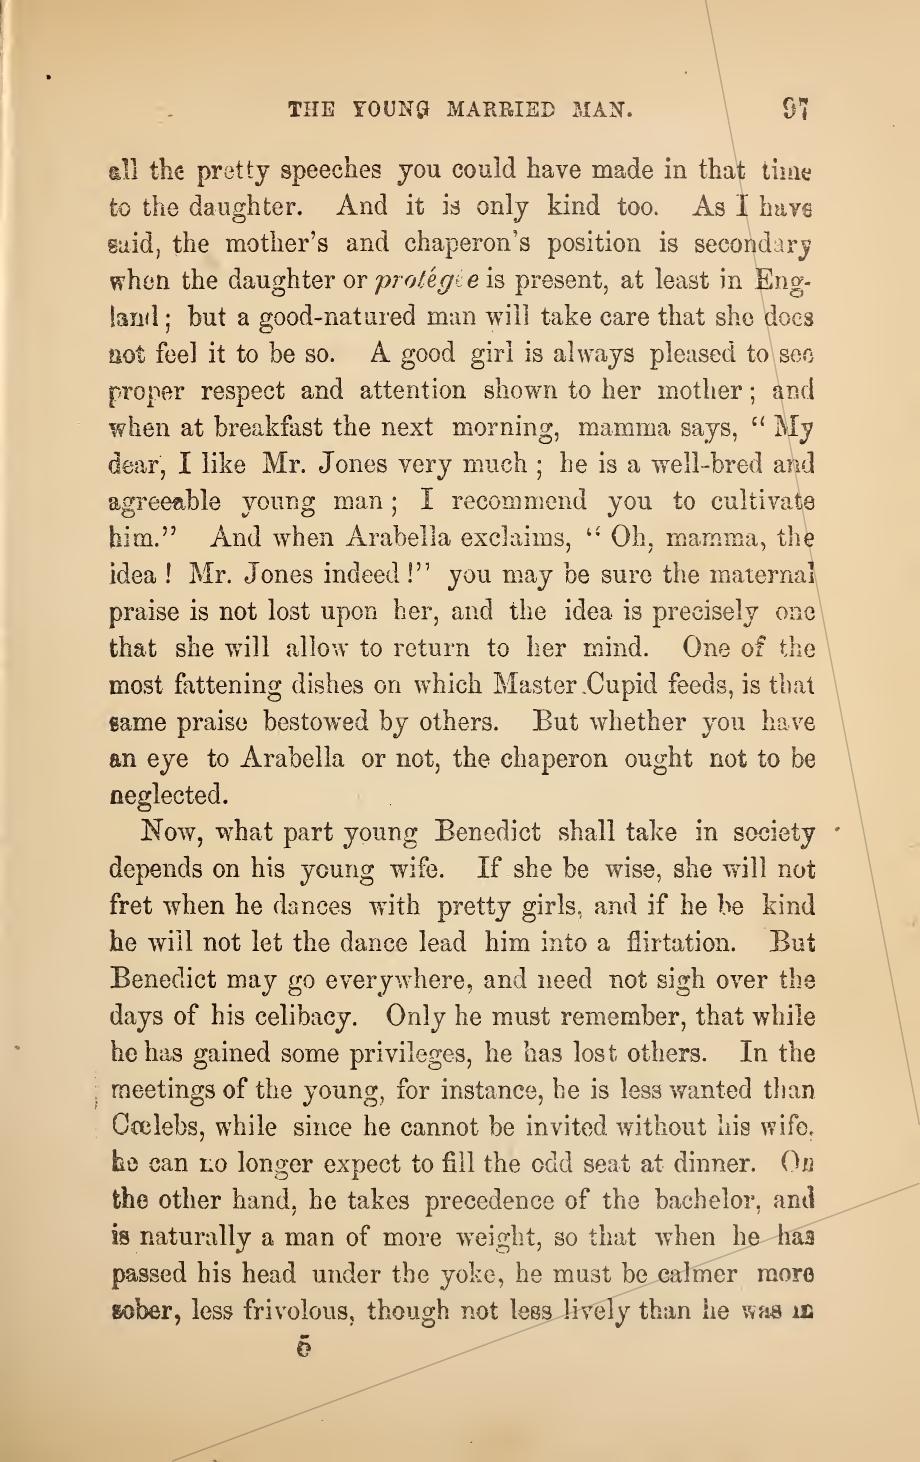 THE YOUNG MARRIED MAN. 97
all the pretty speeches you could have made in that time
to the daughter. And it is only kind too. As I have
said, the mother's and chaperon's position is secondary
when the daughter or protégée is present, at least in Eng-
land; but a good-natured man will take care that she does
not feel it to be so. A good girl is always pleased to see
proper respect and attention shown to her mother; and
when at breakfast the next morning, mamma says, "My
dear, I like Mr. Jones very much; he is a well-bred and
agreeable young man; I recommend you to cultivate
him." And when Arabella exclaims, "Oh, mamma, the
idea! Mr. Jones indeed!" you may be sure the maternal
praise is not lost upon her, and the idea is precisely one
that she will allow to return to her mind. One of the
most fattening dishes on which Master Cupid feeds, is that
same praise bestowed by others. But whether you have
an eye to Arabella or not, the chaperon ought not to be
neglected.
Now, what part young Benedict shall take in society
depends on his young wife. If she be wise, she will not
fret when he dances with pretty girls, and if he be kind
he will not let the dance lead him into a flirtation. But
Benedict may go everywhere, and need not sigh over the
days of his celibacy. Only he must remember, that while
he has gained some privileges, he has lost others. In the
meetings of the young, for instance, he is less wanted than
Cœlebs, while since he cannot be invited without his wife,
he can no longer expect to fill the odd seat at dinner. On
the other hand, he takes precedence of the bachelor, and
is naturally a man of more weight, so that when he has
passed his head under the yoke, he must be calmer more
sober, less frivolous, though not less lively than he was in
5